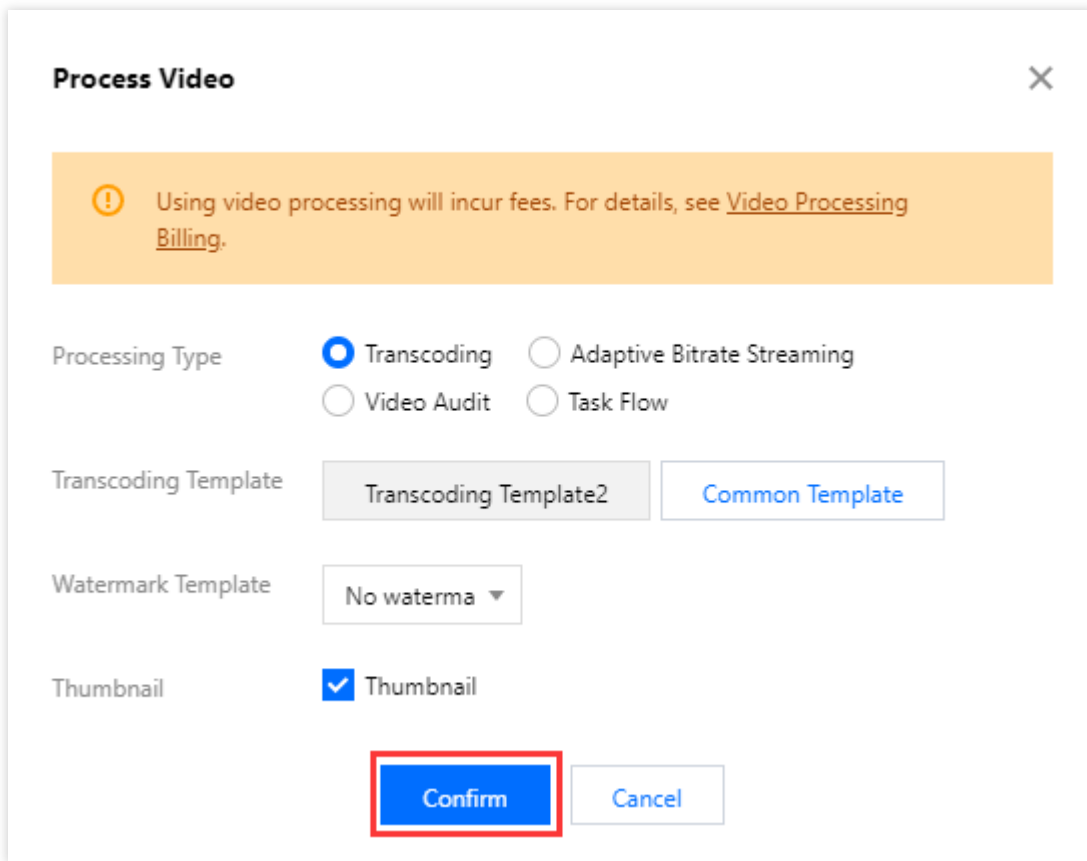 Process Video
Using video processing will incur fees. For details, see Video Processing
Billing.
Processing Type
Transcoding
Adaptive Bitrate Streaming
Video Audit
Task Flow
Transcoding Template
Transcoding Template2
Common Template
Watermark Template
No waterma
Thumbnail
Thumbnail
Confirm
Cancel